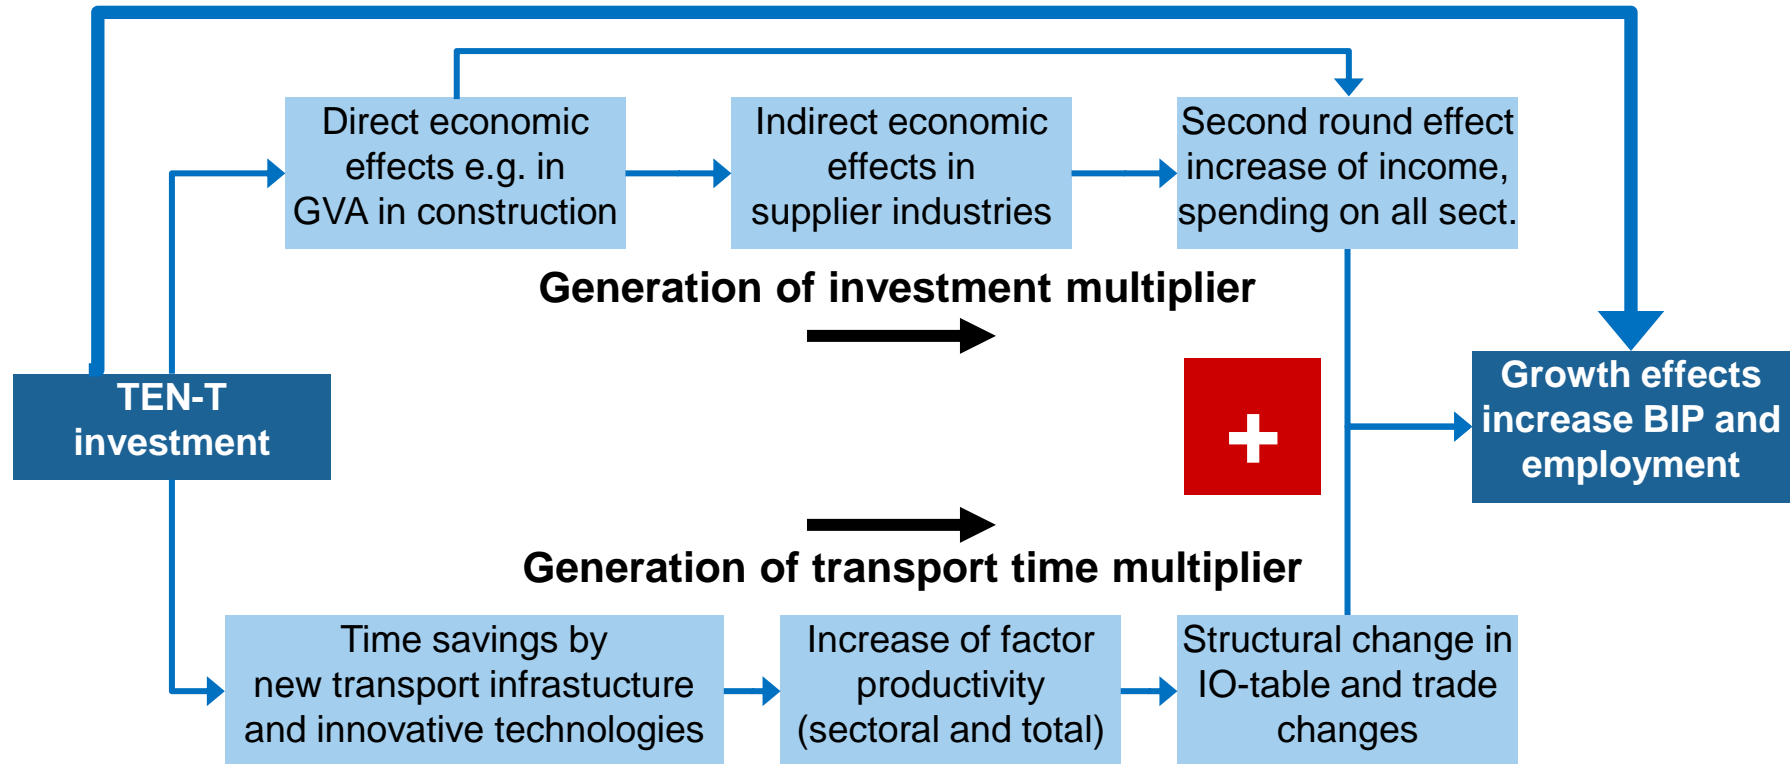 Direct economic
effects e.g. in
GVA in construction
Indirect economic
effects in
supplier industries
Second round effect
increase of income,
spending on all sect.
Generation of investment multiplier
TEN-T
investment
+
Growth effects
increase BIP and
employment
Generation of transport time multiplier
Time savings by
new transport infrastucture
and innovative technologies
Increase of factor
productivity
(sectoral and total)
Structural change in
IO-table and trade
changes